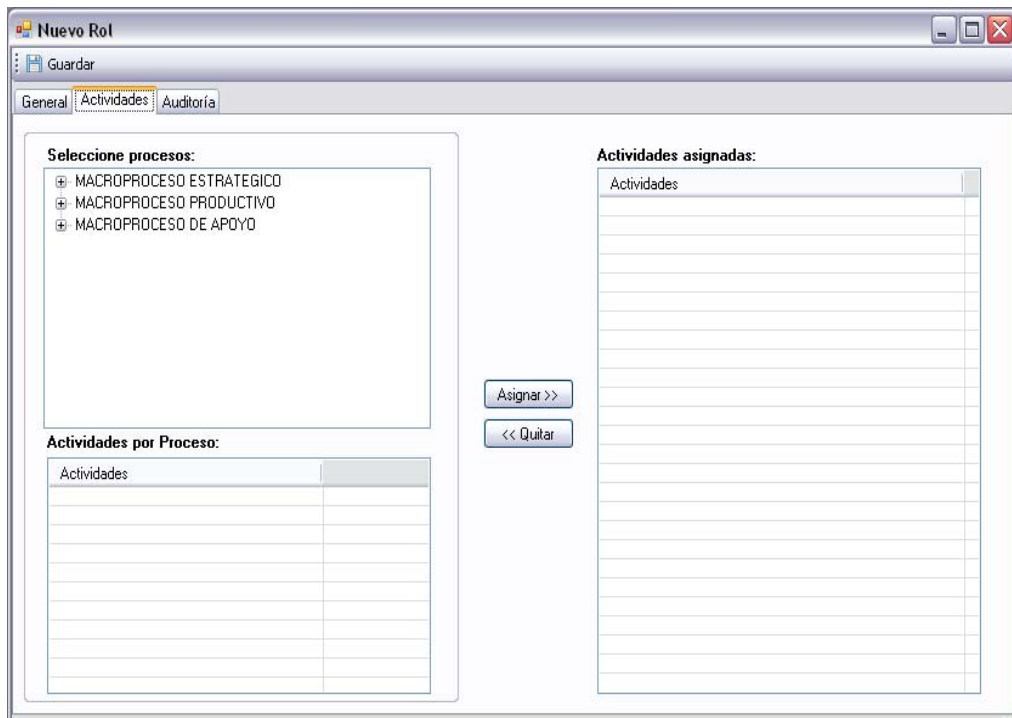 Nuevo Rol
Guardar
General Actividades Auditoría
Seleccione procesos:
MACROPROCESO ESTRATEGICO
MACROPROCESO PRODUCTIVO
MACROPROCESO DE APOYO
Actividades por Proceso:
Actividades
Asignar >>
<< Quitar
Actividades asignadas:
Actividades